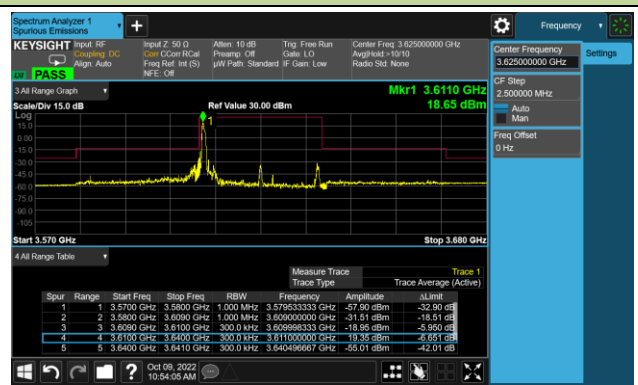 Spectrum Analyzer 1
Spurious Emissions
Frequency
KEYSIGHT
Input: RF
Coupling: DC
Align: Auto
Input Z: 50 Ω
Corr CCorr RCal
Freq Ref: Int (S)
NFE: Off
Atten: 10 dB
Preamp: Off
µW Path: Standard
Trig: Free Run
Gate: LO
IF Gain: Low
Center Freq: 3.625000000 GHz
Avg|Hold:>10/10
Radio Std: None
PASS
Center Frequency
3.625000000 GHz
Settings
CF Step
2.500000 MHz
Auto
Man
Freq Offset
0 Hz
3 All Range Graph
Mkr1 3.6110 GHz
Scale/Div 15.0 dB
Ref Value 30.00 dBm
18.65 dBm
Log
1
15.0
0.00
-15.0
-30.0
-45.0
-60.0
-75.0
-90.0
-105
Start 3.570 GHz
Stop 3.680 GHz
4 All Range Table
Measure Trace Trace 1
Trace Type Trace Average (Active)
Spur Range Start Freq Stop Freq RBW Frequency Amplitude ΔLimit
1 1 3.5700 GHz 3.5800 GHz 1.000 MHz 3.579533333 GHz -57.90 dBm -32.90 dB
2 2 3.5800 GHz 3.6090 GHz 1.000 MHz 3.609000000 GHz -31.51 dBm -18.51 dB
3 3 3.6090 GHz 3.6100 GHz 300.0 kHz 3.609998333 GHz -18.95 dBm -5.950 dB
4 4 3.6100 GHz 3.6400 GHz 300.0 kHz 3.611000000 GHz 19.35 dBm -6.651 dB
5 5 3.6400 GHz 3.6410 GHz 300.0 kHz 3.640496667 GHz -55.01 dBm -42.01 dB
?
Oct 09, 2022
10:54:05 AM